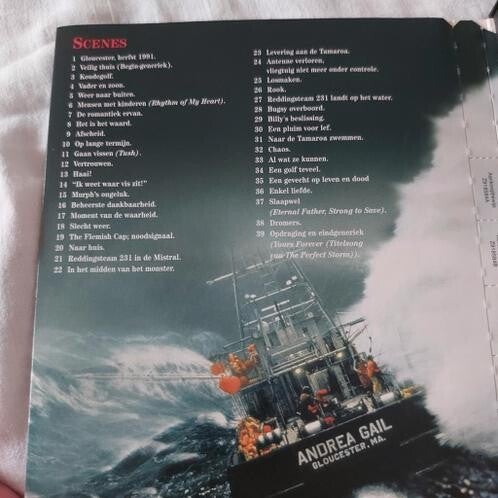 SCENES
1 Gloucester, herfst 1991.
2 Veilig thuis (Begin-generiek).
3 Koudegolf.
4 Vader en zoon.
5 Weer naar buiten.
6 Mensen met kinderen (Rhythm of My Heart).
7 De romantiek ervan.
8 Het is het waard.
9 Afscheid.
10 Op lange termijn.
11 Gaan vissen (Tush).
12 Vertrouwen.
13 Haai!
14 "Ik weet waar vis zit!"
15 Murph's ongeluk.
16 Beheerste dankbaarheid.
17 Moment van de waarheid.
18 Slecht weer.
19 The Flemish Cap; noodsignaal.
20 Naar huis.
21 Reddingsteam 231 in de Mistral.
22 In het midden van het monster.
23 Levering aan de Tamaroa.
24 Antenne verloren,
vliegtuig niet meer onder controle.
25 Losmaken.
26 Rook.
27 Reddingsteam 231 landt op het water.
28 Bugsy overboord.
29 Billy's beslissing.
30 Een pluim voor lef.
31 Naar de Tamaroa zwemmen.
32 Chaos.
33 Al wat ze kunnen.
34 Een golf teveel.
35 Een gevecht op leven en dood
36 Enkel liefde.
37 Slaapwel
(Eternal Father, Strong to Save).
38 Dromers.
39 Opdraging en eindgeneriek
(Yours Forever (Titelsong
van The Perfect Storm)).
ANDREA GAIL
GLOUCESTER, MA.